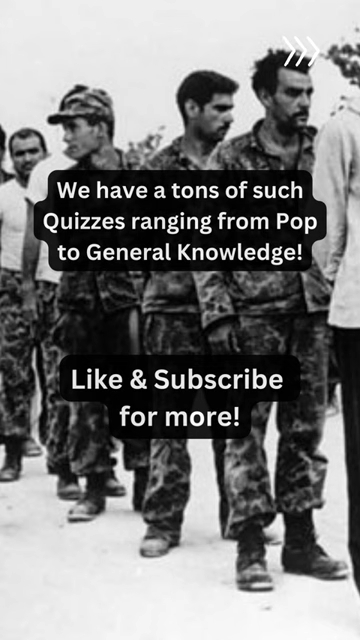 We have a tons of such
Quizzes ranging from Pop
to General Knowledge!
Like & Subscribe
for more!